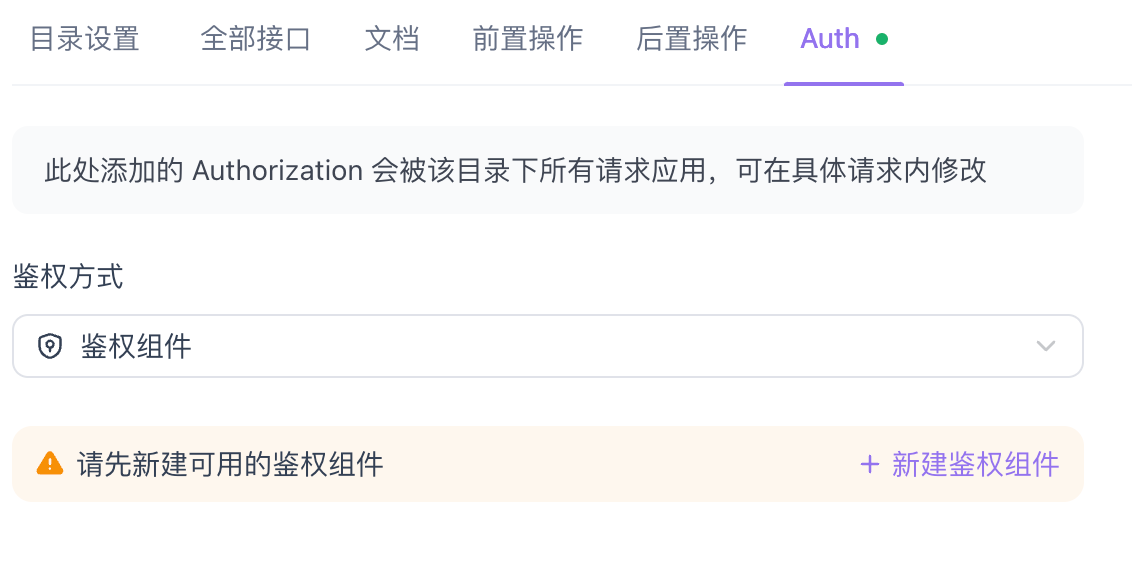 目录设置 全部接口 文档 前置操作 后置操作 Auth
此处添加的 Authorization 会被该目录下所有请求应用，可在具体请求内修改
鉴权方式
鉴权组件
请先新建可用的鉴权组件 + 新建鉴权组件